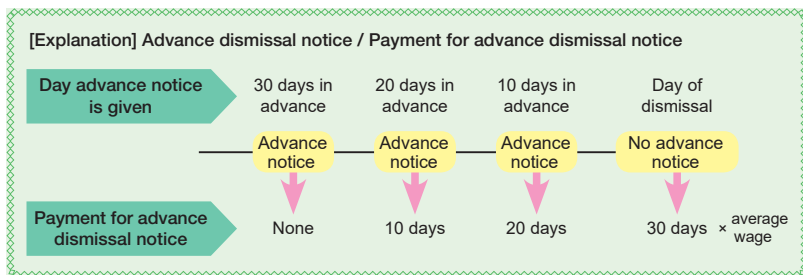 [Explanation] Advance dismissal notice / Payment for advance dismissal notice
Day advance notice
is given
30 days in
advance
20 days in
advance
10 days in
advance
Day of
dismissal
Advance
notice
Advance
notice
Advance
notice
No advance
notice
Payment for advance
dismissal notice
None
10 days
20 days
30 days
× average
wage